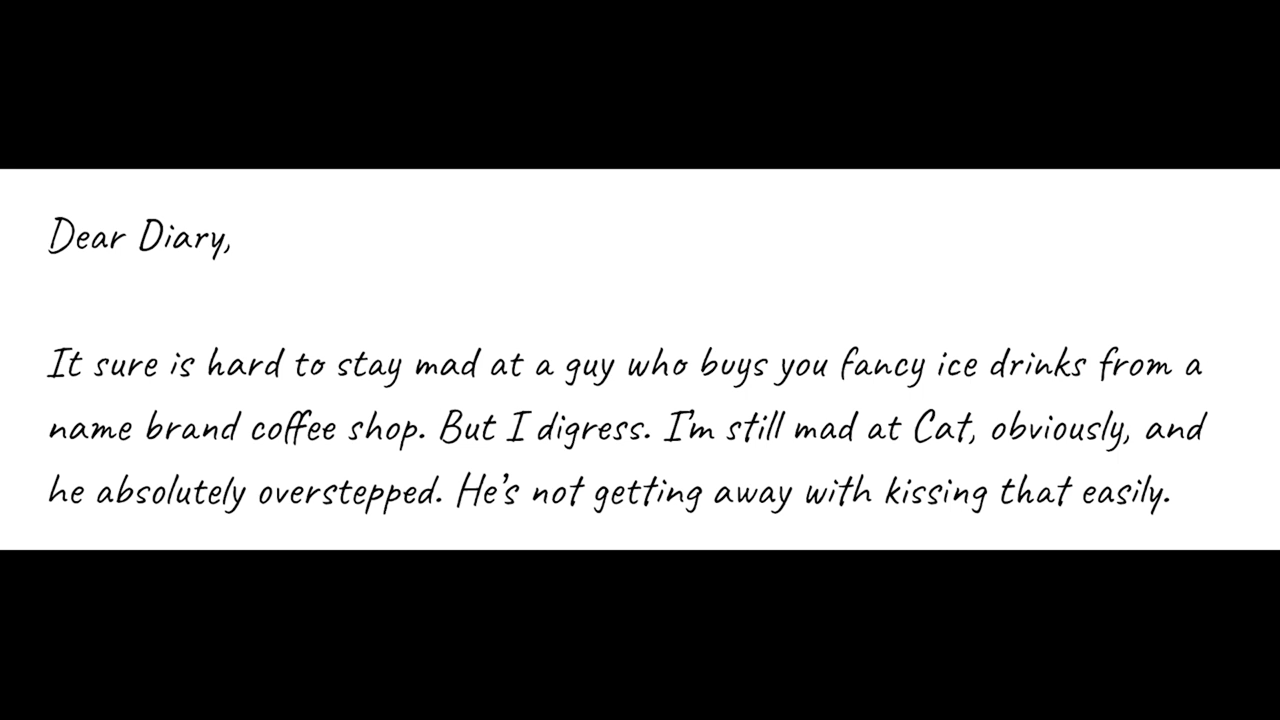 Dear Diary,
It sure is hard to stay mad at a guy who buys you fancy ice drinks from a
name brand coffee shop. But I digress. I'm still mad at Cat, obviously, and
he absolutely overstepped. He's not getting away with kissing that easily.